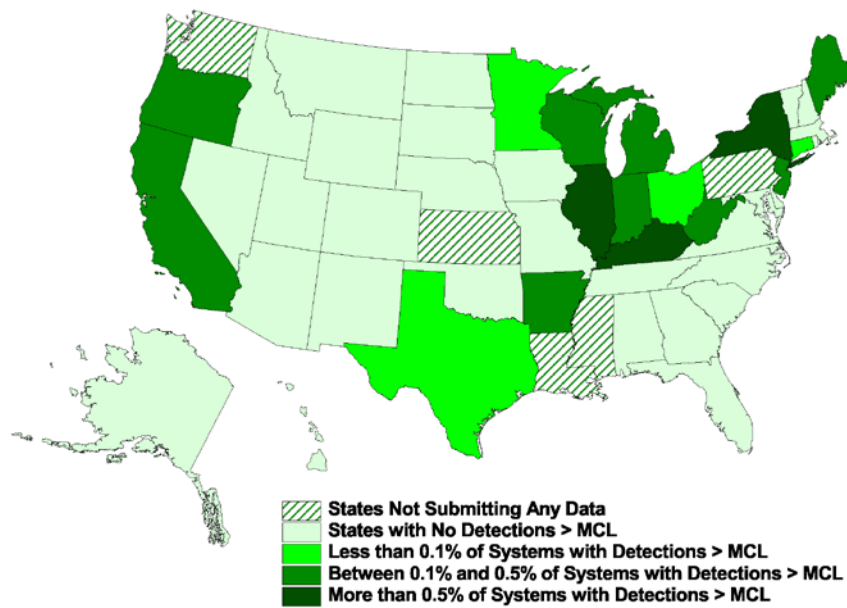 States Not Submitting Any Data
States with No Detections > MCL
Less than 0.1% of Systems with Detections > MCL
Between 0.1% and 0.5% of Systems with Detections > MCL
More than 0.5% of Systems with Detections > MCL